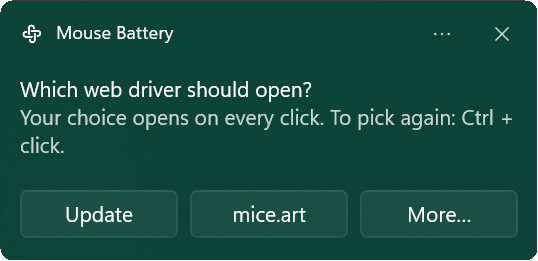 Mouse Battery
Which web driver should open?
Your choice opens on every click. To pick again: Ctrl +
click.
Update
mice.art
More...